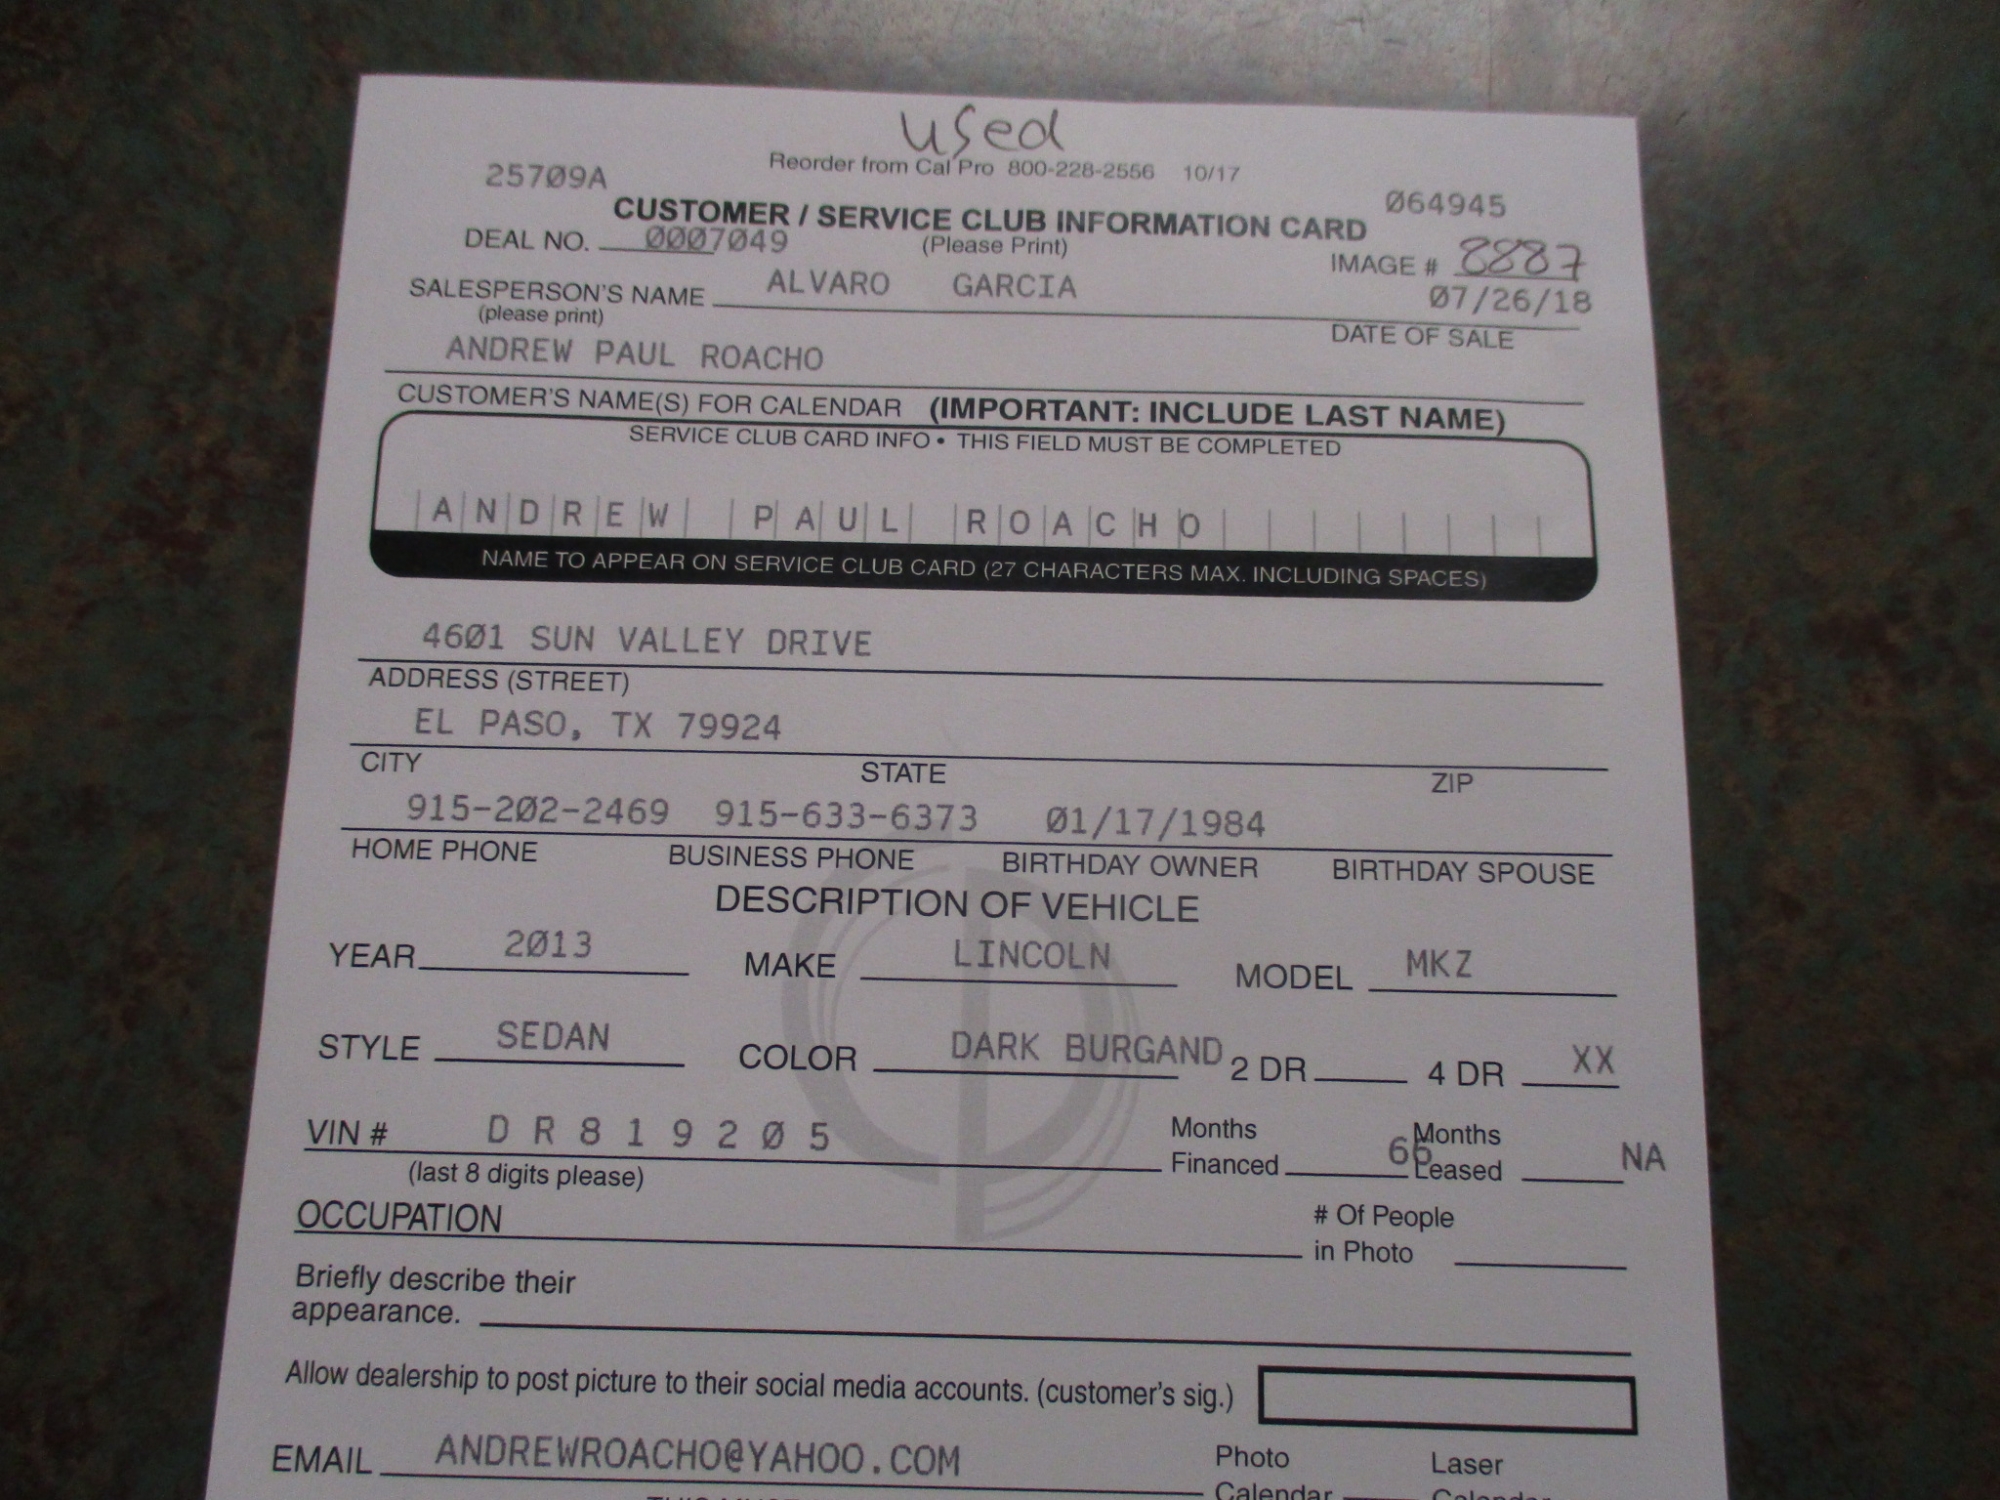 used
Reorder from Cal Pro 800-228-2556 10/17
25709A
064945
CUSTOMER / SERVICE CLUB INFORMATION CARD
DEAL NO. 0007049 (Please Print)
IMAGE # 8887
SALESPERSON'S NAME ALVARO GARCIA 07/26/18
(please print) DATE OF SALE
ANDREW PAUL ROACHO
CUSTOMER'S NAME(S) FOR CALENDAR (IMPORTANT: INCLUDE LAST NAME)
SERVICE CLUB CARD INFO • THIS FIELD MUST BE COMPLETED
ANDREW PAUL ROACHO
NAME TO APPEAR ON SERVICE CLUB CARD (27 CHARACTERS MAX. INCLUDING SPACES)
4601 SUN VALLEY DRIVE
ADDRESS (STREET)
EL PASO, TX 79924
CITY STATE ZIP
915-202-2469 915-633-6373 01/17/1984
HOME PHONE BUSINESS PHONE BIRTHDAY OWNER BIRTHDAY SPOUSE
DESCRIPTION OF VEHICLE
YEAR 2013 MAKE LINCOLN MODEL MKZ
STYLE SEDAN COLOR DARK BURGAND 2 DR 4 DR XX
VIN # DR819205 Months Financed 66 Months Leased NA
(last 8 digits please)
OCCUPATION # Of People in Photo
Briefly describe their
appearance.
Allow dealership to post picture to their social media accounts. (customer's sig.)
EMAIL ANDREWROACHO@YAHOO.COM Photo Laser
Calendar Calendar